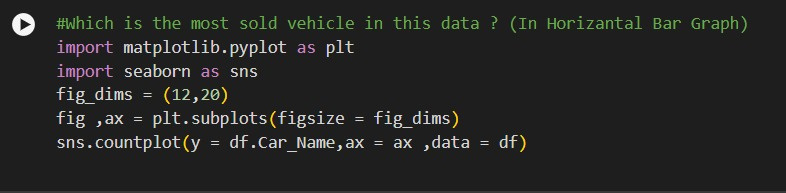 #Which is the most sold vehicle in this data ? (In Horizantal Bar Graph)
import matplotlib.pyplot as plt
import seaborn as sns
fig_dims = (12,20)
fig ,ax = plt.subplots(figsize = fig_dims)
sns.countplot(y = df.Car_Name,ax = ax ,data = df)